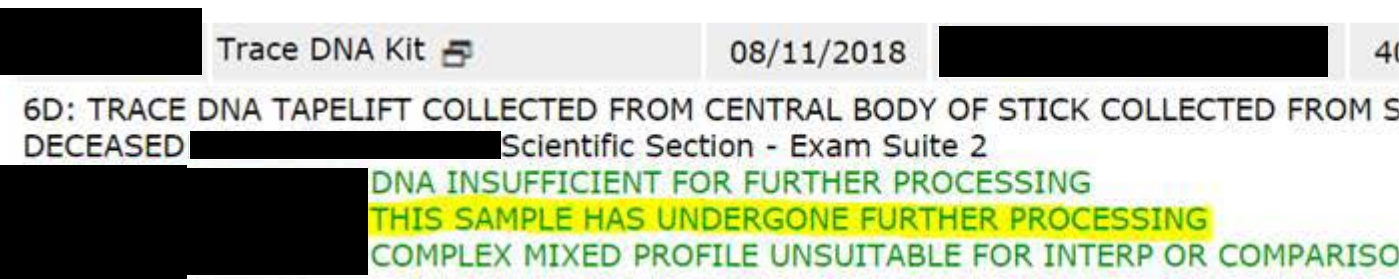 Trace DNA Kit 08/11/2018 40
6D: TRACE DNA TAPELIFT COLLECTED FROM CENTRAL BODY OF STICK COLLECTED FROM S
DECEASED Scientific Section - Exam Suite 2
DNA INSUFFICIENT FOR FURTHER PROCESSING
THIS SAMPLE HAS UNDERGONE FURTHER PROCESSING
COMPLEX MIXED PROFILE UNSUITABLE FOR INTERP OR COMPARISO